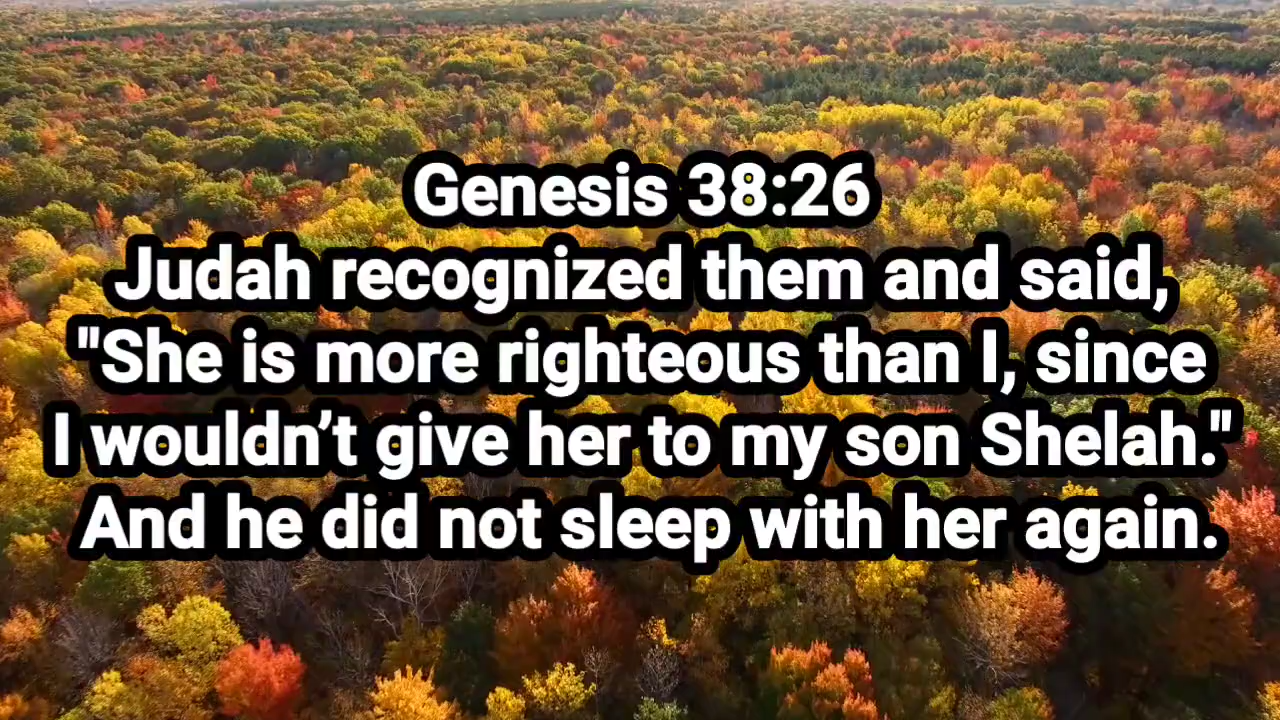 Genesis 38:26
Judah recognized them and said,
"She is more righteous than I, since
I wouldn’t give her to my son Shelah."
And he did not sleep with her again.